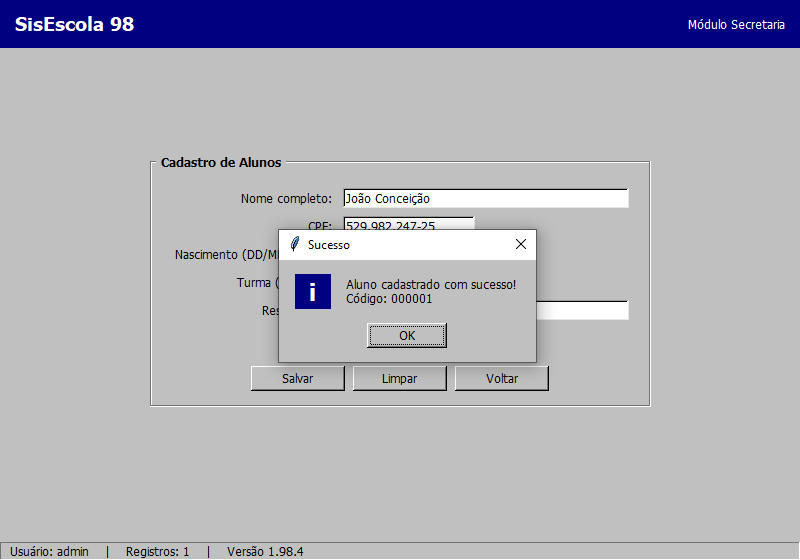 SisEscola 98
Módulo Secretaria
Cadastro de Alunos
Nome completo: João Conceição
CPF: 529.982.247-25
Sucesso
Nascimento (DD/M
Aluno cadastrado com sucesso!
Turma (
Código: 000001
Res
OK
Salvar Limpar Voltar
Usuário: admin | Registros: 1 | Versão 1.98.4